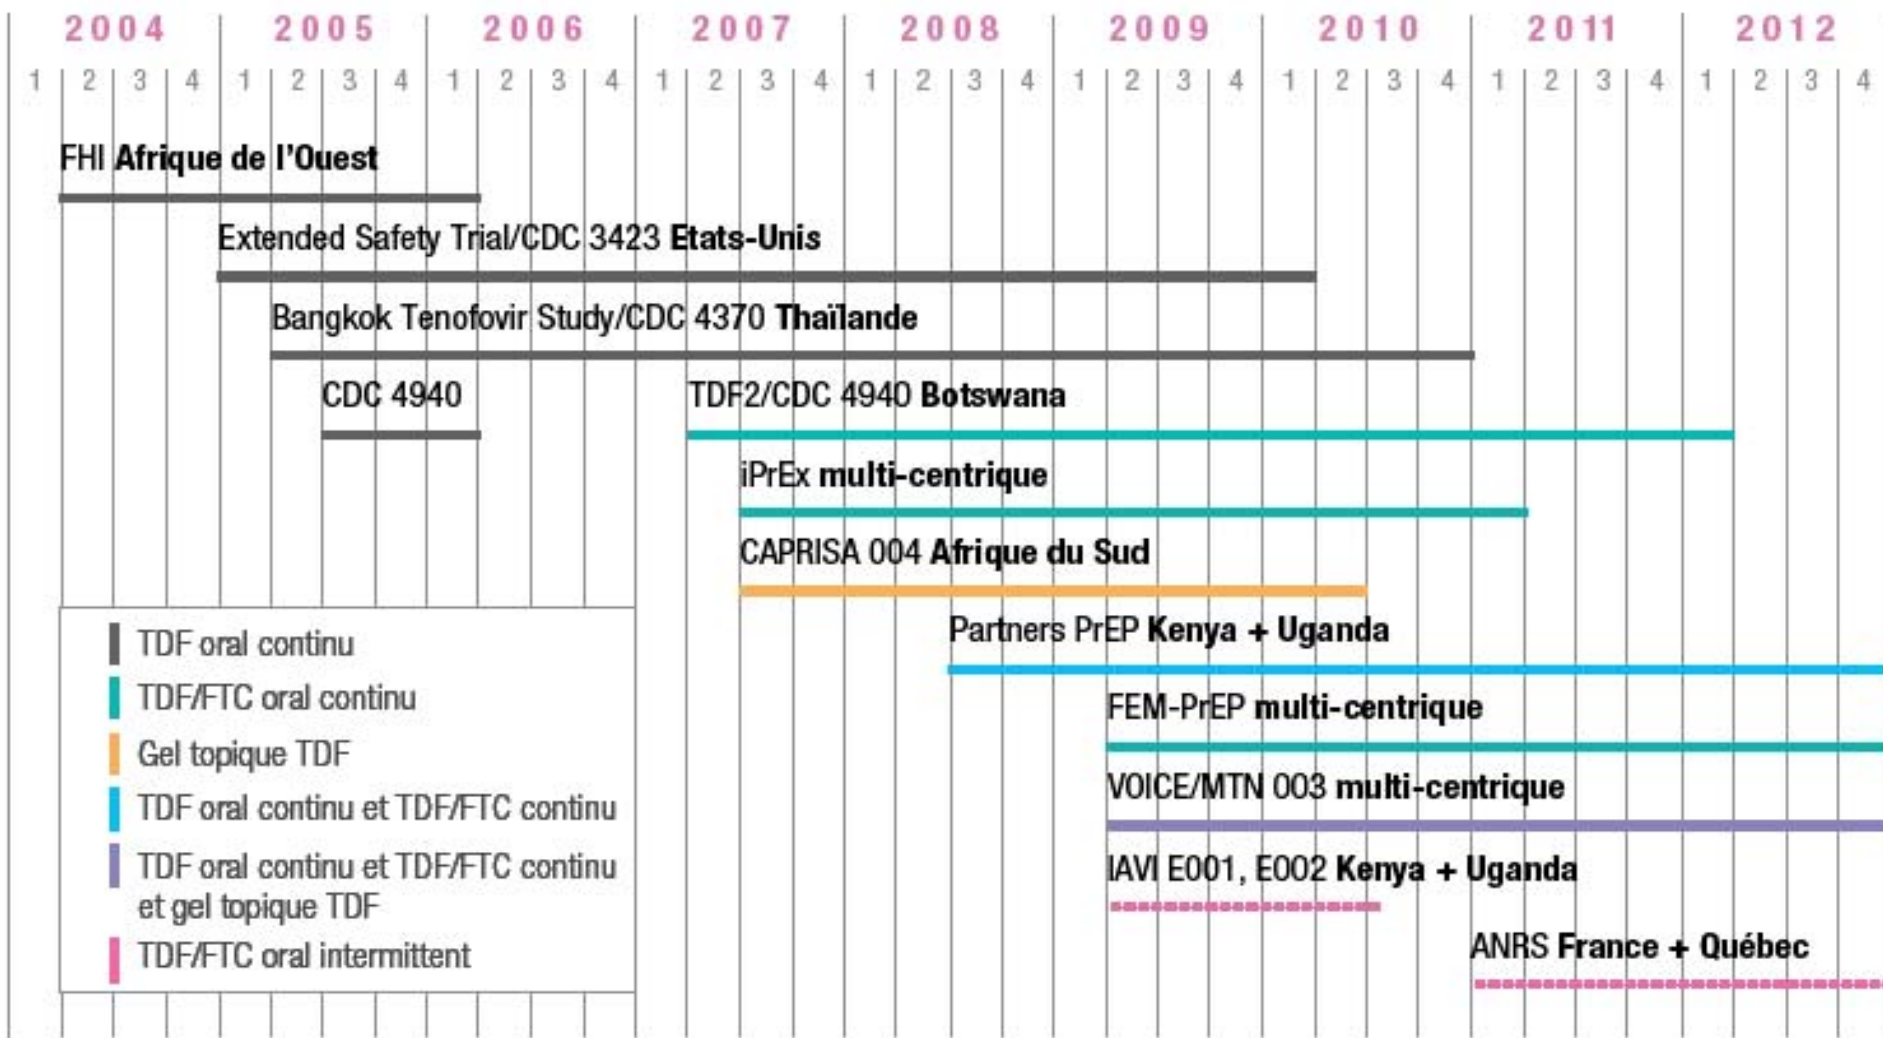 2004 2005 2006 2007 2008 2009 2010 2011 2012
1 2 3 4 1 2 3 4 1 2 3 4 1 2 3 4 1 2 3 4 1 2 3 4 1 2 3 4 1 2 3 4 1 2 3 4
FHI Afrique de l'Ouest
Extended Safety Trial/CDC 3423 Etats-Unis
Bangkok Tenofovir Study/CDC 4370 Thaïlande
CDC 4940 TDF2/CDC 4940 Botswana
iPrEx multi-centrique
CAPRISA 004 Afrique du Sud
Partners PrEP Kenya + Uganda
FEM-PrEP multi-centrique
VOICE/MTN 003 multi-centrique
IAVI E001, E002 Kenya + Uganda
ANRS France + Québec
TDF oral continu
TDF/FTC oral continu
Gel topique TDF
TDF oral continu et TDF/FTC continu
TDF oral continu et TDF/FTC continu
et gel topique TDF
TDF/FTC oral intermittent